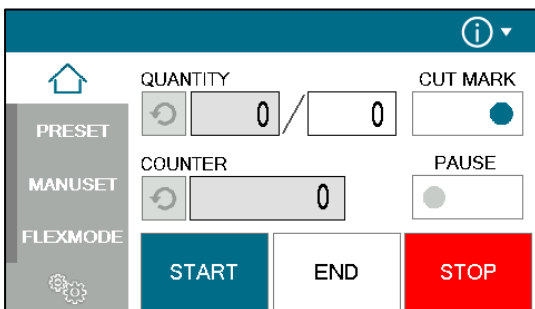 QUANTITY
CUT MARK
0 / 0
PRESET
COUNTER
PAUSE
MANUSET
0
FLEXMODE
START
END
STOP